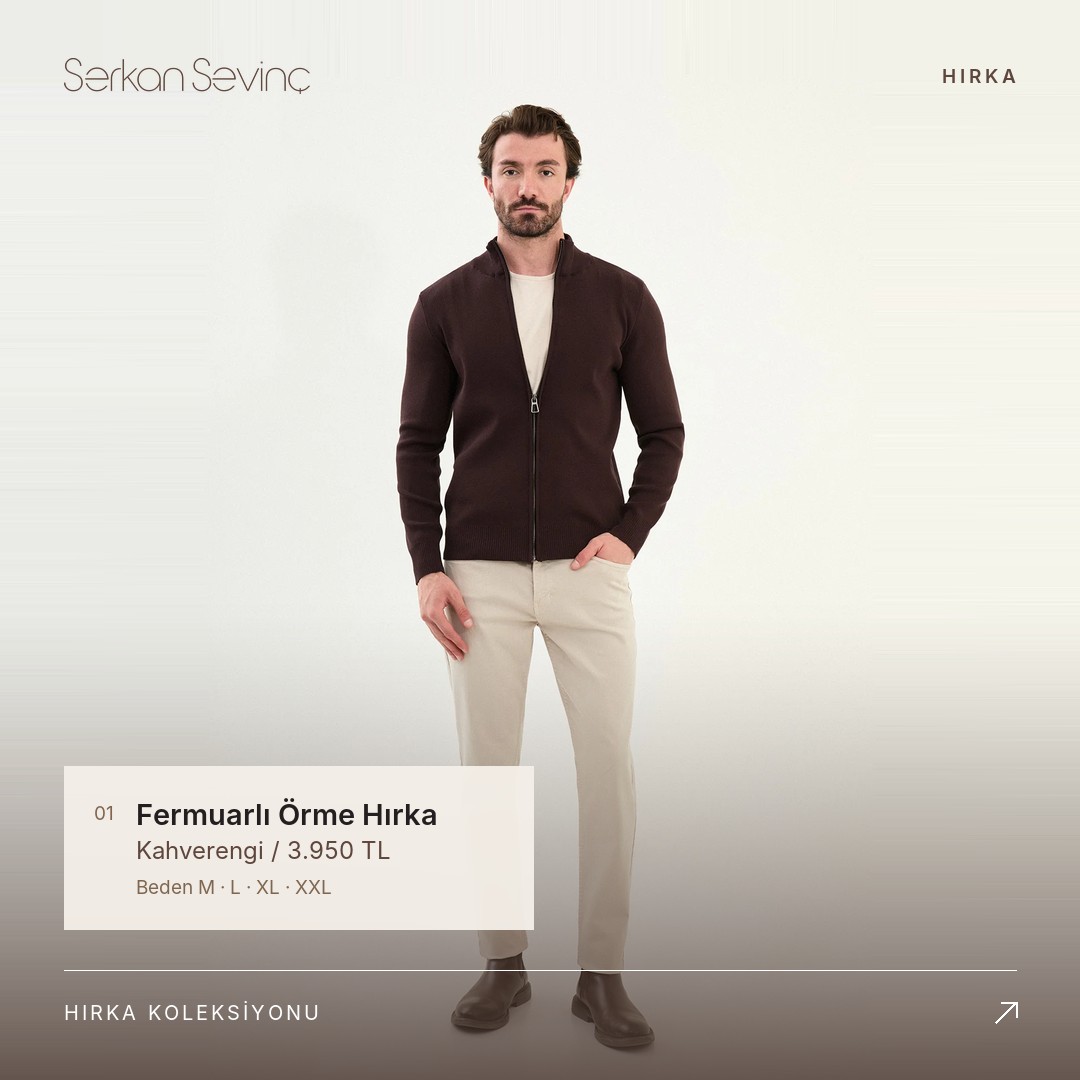 Serkan Sevinç
HIRKA
01
Fermuarlı Örme Hırka
Kahverengi / 3.950 TL
Beden M · L · XL · XXL
HIRKA KOLEKSİYONU